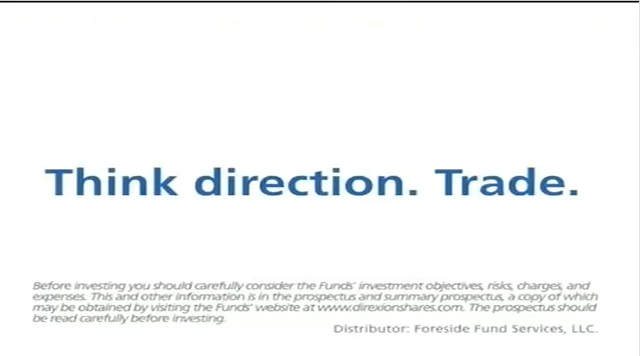 Think direction. Trade.
Before investing you should carefully consider the Funds' investment objectives, risks, charges, and
expenses. This and other information is in the prospectus and summary prospectus, a copy of which
may be obtained by visiting the Funds' website at www.direxionshares.com. The prospectus should
be read carefully before investing.
Distributor: Foreside Fund Services, LLC.